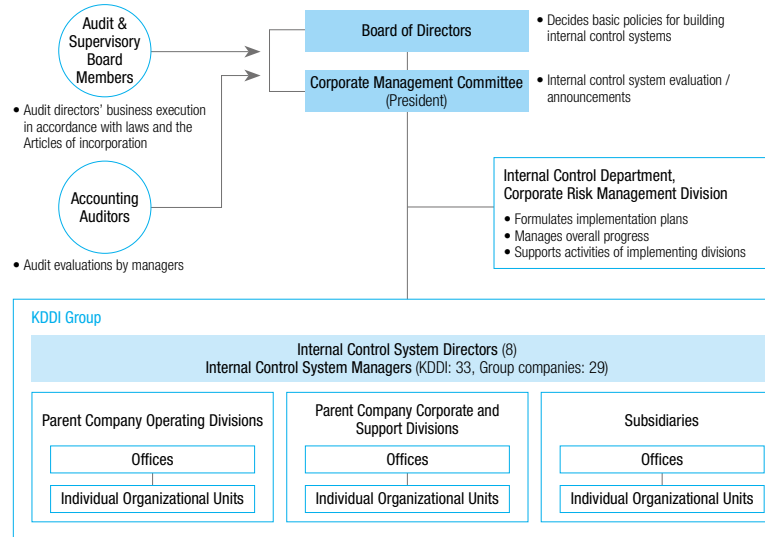 Audit &
Supervisory
Board
Members
• Audit directors’ business execution
in accordance with laws and the
Articles of incorporation
Accounting
Auditors
• Audit evaluations by managers
Board of Directors
• Decides basic policies for building
internal control systems
Corporate Management Committee
(President)
• Internal control system evaluation /
announcements
Internal Control Department,
Corporate Risk Management Division
• Formulates implementation plans
• Manages overall progress
• Supports activities of implementing divisions
KDDI Group
Internal Control System Directors (8)
Internal Control System Managers (KDDI: 33, Group companies: 29)
Parent Company Operating Divisions
Offices
Individual Organizational Units
Parent Company Corporate and
Support Divisions
Offices
Individual Organizational Units
Subsidiaries
Offices
Individual Organizational Units